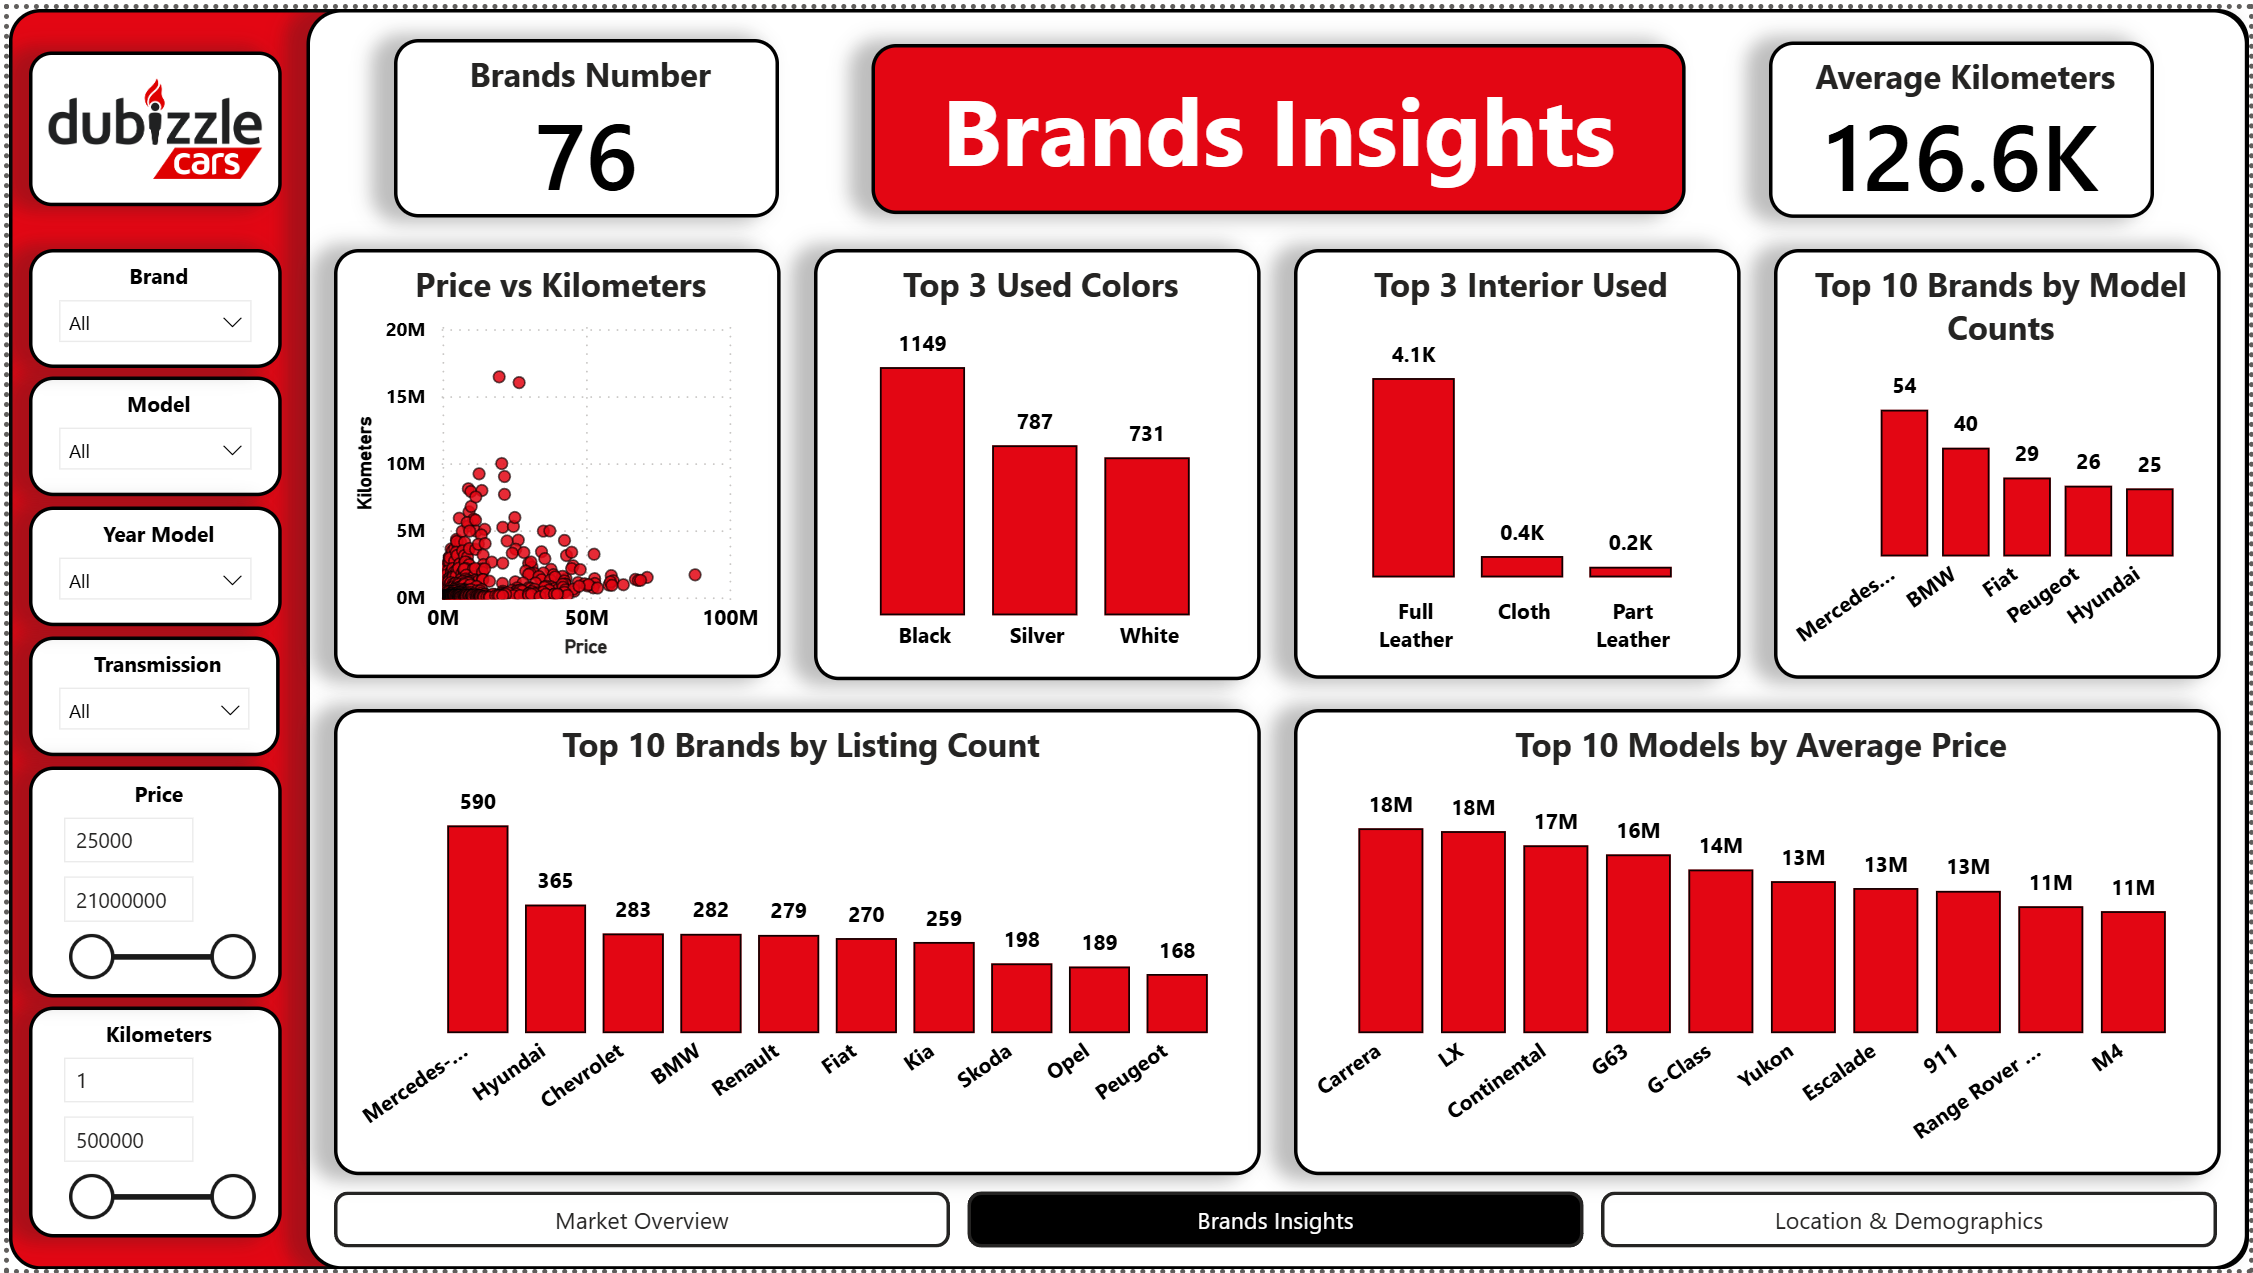 dubizzle
cars
Brands Number
76
Brands Insights
Average Kilometers
126.6K
Brand
All
Model
All
Year Model
All
Transmission
All
Price
25000
21000000
Kilometers
1
500000
Price vs Kilometers
20M
15M
10M
5M
0M
Kilometers
0M
50M
100M
Price
Top 3 Used Colors
1149
787
731
Black
Silver
White
Top 3 Interior Used
4.1K
0.4K
0.2K
Full
Leather
Cloth
Part
Leather
Top 10 Brands by Model
Counts
54
40
29
26
25
Mercedes...
BMW
Fiat
Peugeot
Hyundai
Top 10 Brands by Listing Count
590
365
283
282
279
270
259
198
189
168
Mercedes-...
Hyundai
Chevrolet
BMW
Renault
Fiat
Kia
Skoda
Opel
Peugeot
Top 10 Models by Average Price
18M
18M
17M
16M
14M
13M
13M
13M
11M
11M
Carrera
LX
Continental
G63
G-Class
Yukon
Escalade
911
Range Rover ...
M4
Market Overview
Brands Insights
Location & Demographics